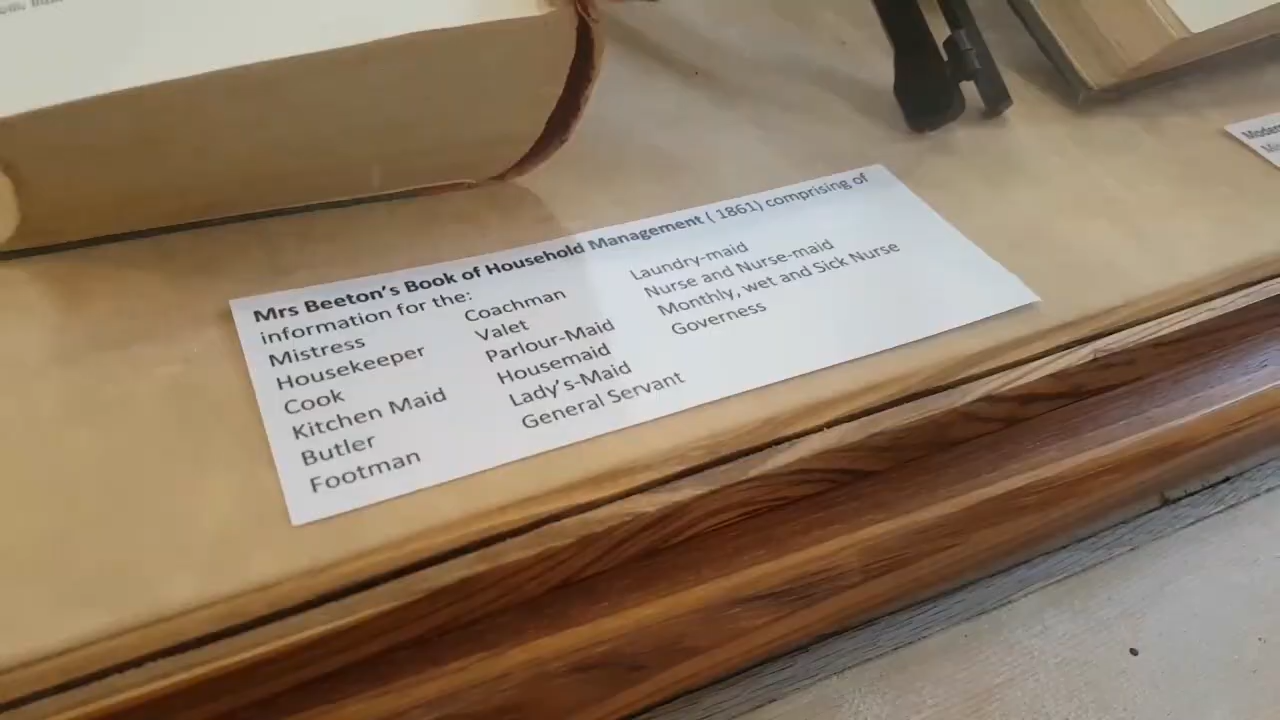 Mrs Beeton's Book of Household Management ( 1861) comprising of
information for the:
Mistress
Housekeeper
Cook
Kitchen Maid
Butler
Footman
Coachman
Valet
Parlour-Maid
Housemaid
Lady's-Maid
General Servant
Laundry-maid
Nurse and Nurse-maid
Monthly, wet and Sick Nurse
Governess